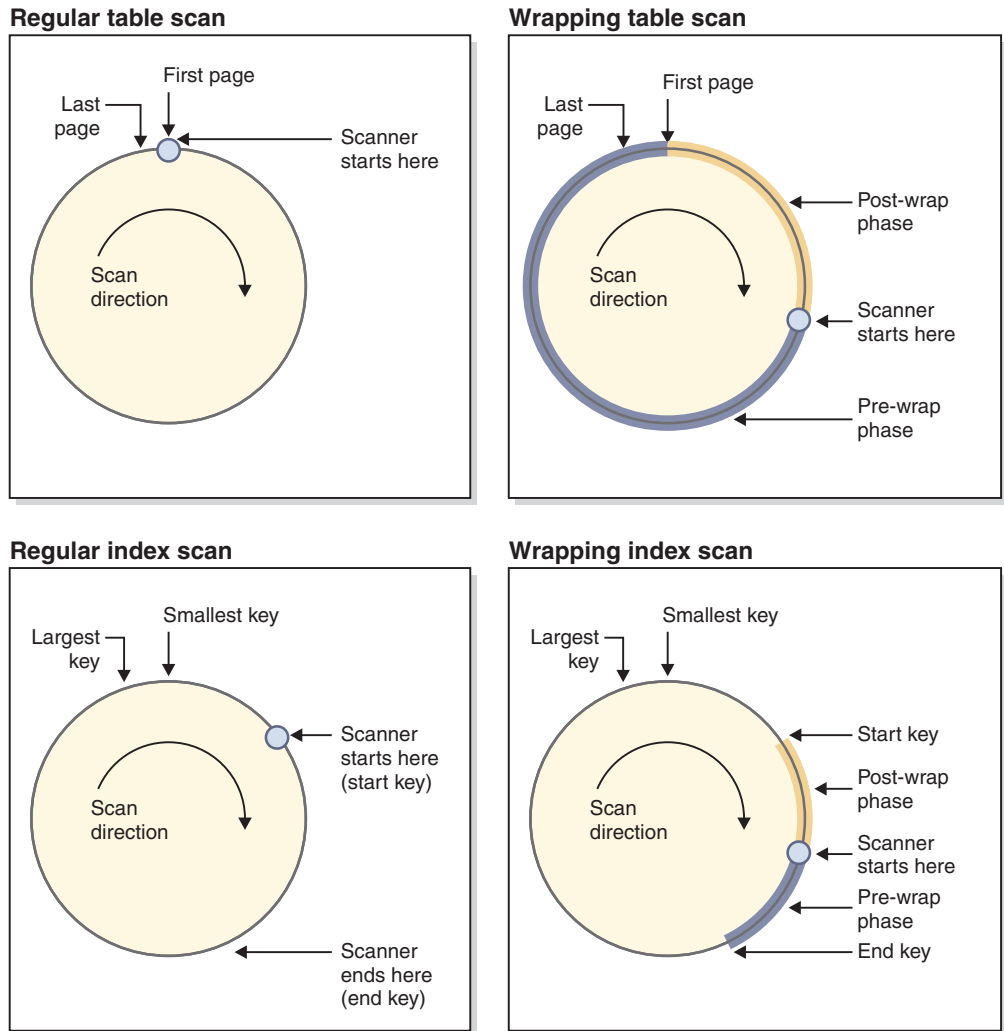 Regular table scan
First page
Last
page
Scanner
starts here
Scan
direction
Wrapping table scan
First page
Last
page
Post-wrap
phase
Scan
direction
Scanner
starts here
Pre-wrap
phase
Regular index scan
Smallest key
Largest
key
Scanner
starts here
(start key)
Scan
direction
Scanner
ends here
(end key)
Wrapping index scan
Smallest key
Largest
key
Start key
Post-wrap
phase
Scan
direction
Scanner
starts here
Pre-wrap
phase
End key